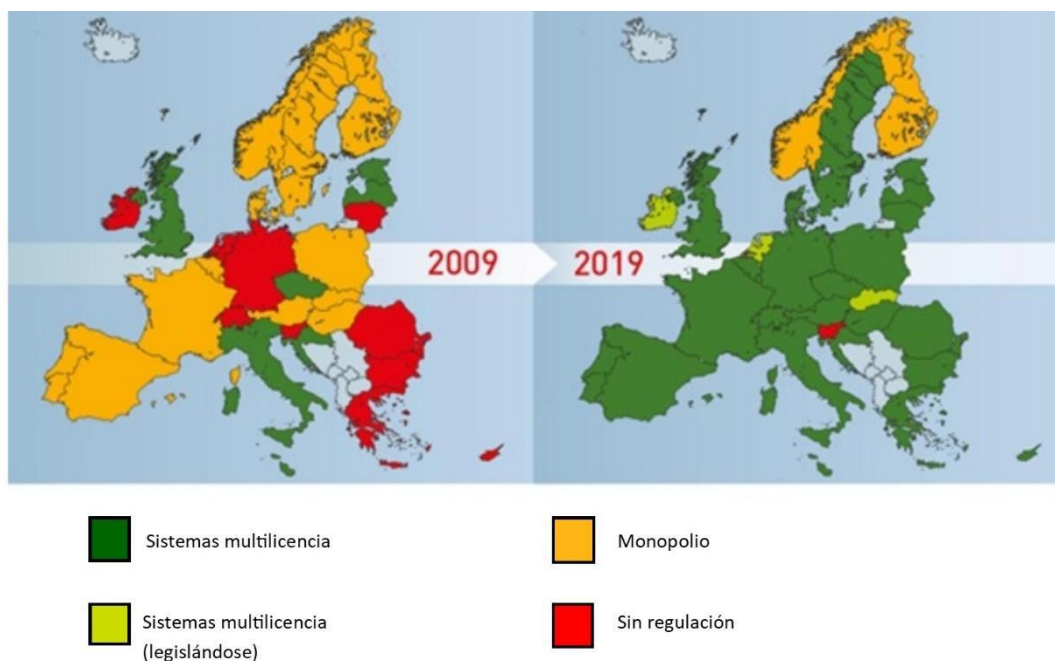 2009
2019
Sistemas multilicencia
Monopolio
Sistemas multilicencia
(legislándose)
Sin regulación